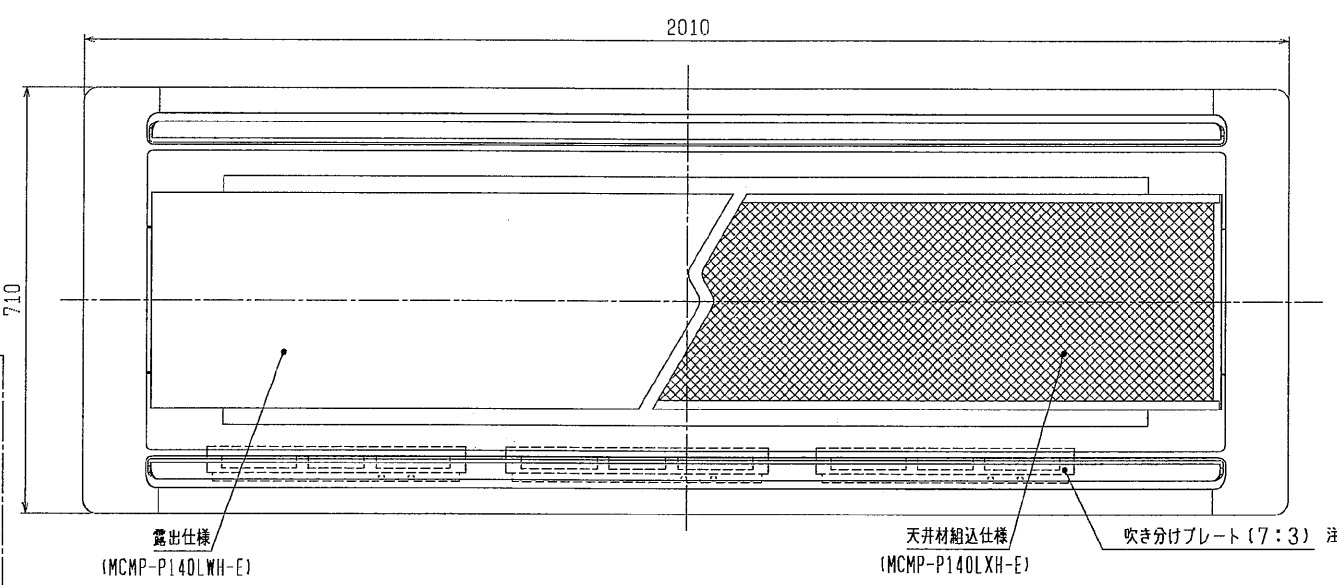 2010
710
露出仕様
(MCMP-P140LWH-E)
天井材組込仕様
(MCMP-P140LXH-E)
吹き分けプレート(7:3) 注